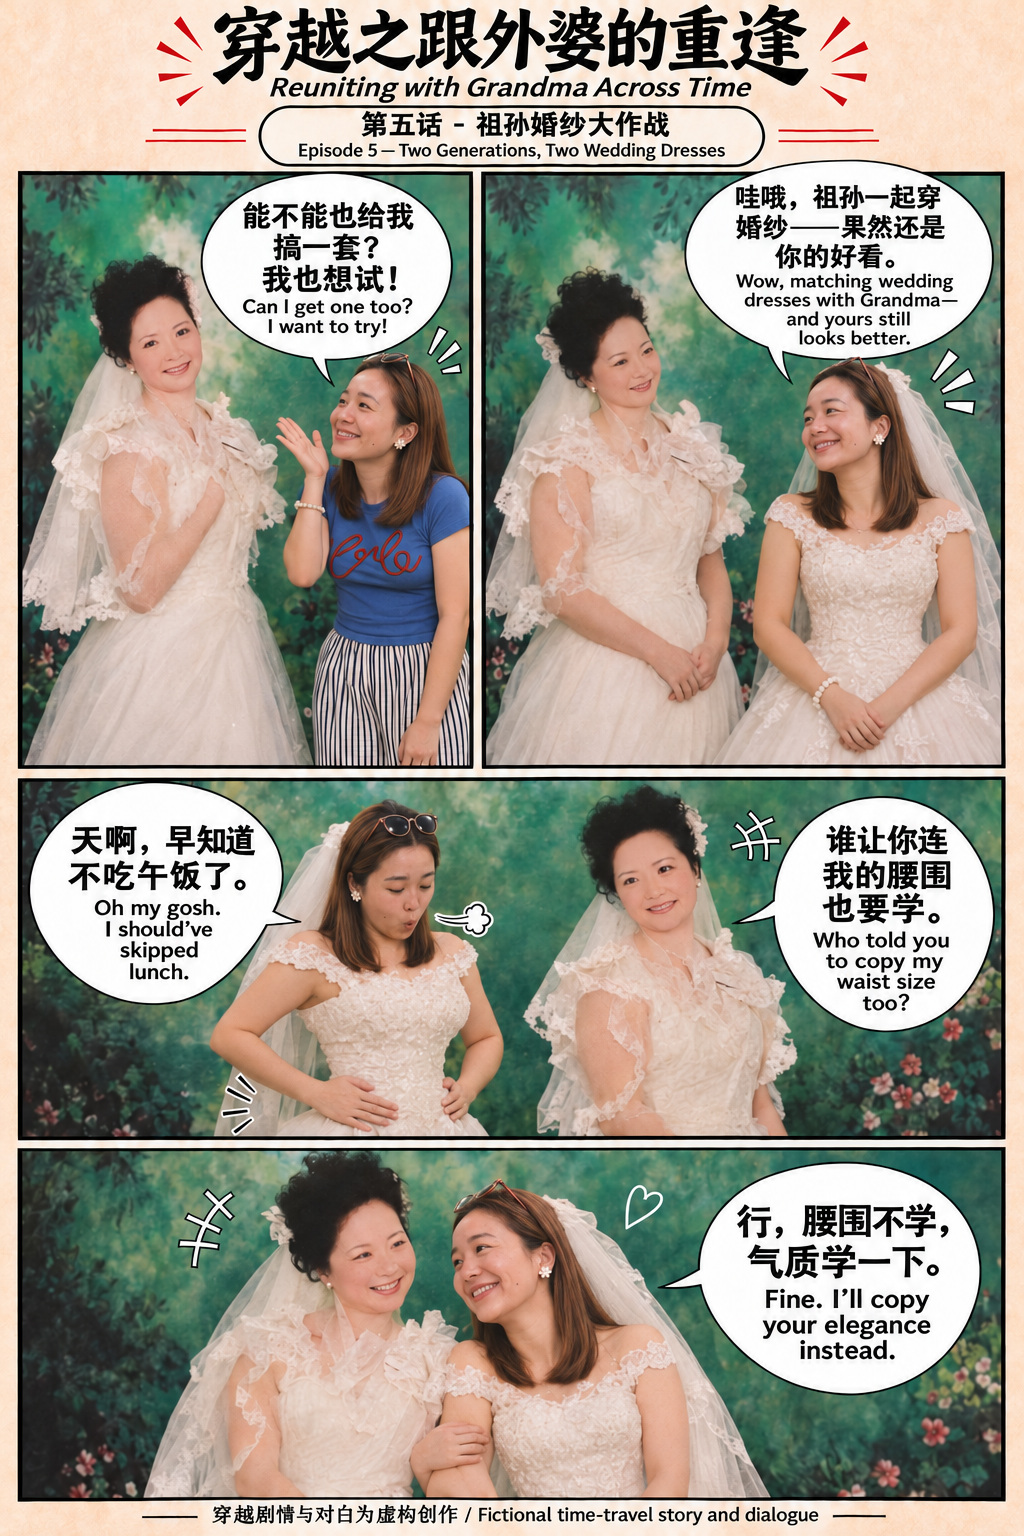 穿越之跟外婆的重逢
Reuniting with Grandma Across Time
第五话 - 祖孙婚纱大作战
Episode 5 — Two Generations, Two Wedding Dresses
能不能也给我
搞一套？
我也想试！
Can I get one too?
I want to try!
哇哦，祖孙一起穿
婚纱——果然还是
你的好看。
Wow, matching wedding
dresses with Grandma—
and yours still
looks better.
天啊，早知道
不吃午饭了。
Oh my gosh.
I should've
skipped
lunch.
谁让你连
我的腰围
也要学。
Who told you
to copy my
waist size
too?
行，腰围不学，
气质学一下。
Fine. I'll copy
your elegance
instead.
穿越剧情与对白为虚构创作 / Fictional time-travel story and dialogue